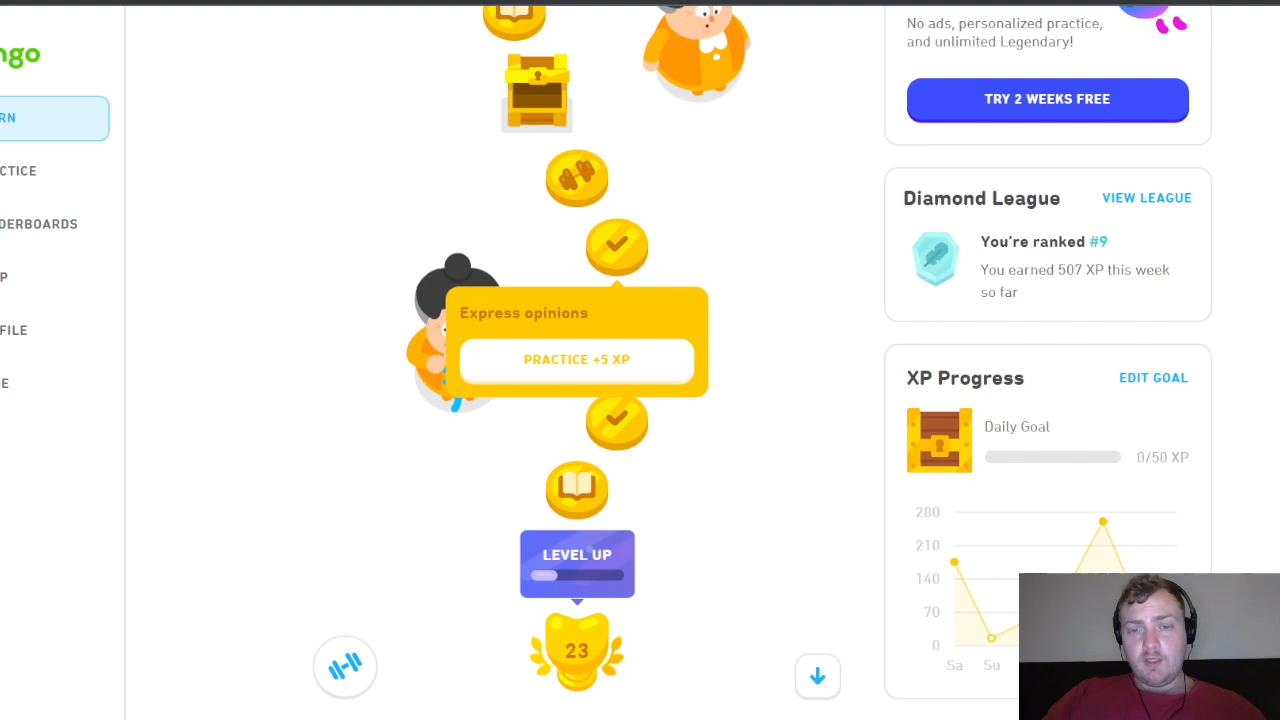 ngo
RN
CTICE
DERBOARDS
P
FILE
E
Express opinions
PRACTICE +5 XP
LEVEL UP
23
No ads, personalized practice,
and unlimited Legendary!
TRY 2 WEEKS FREE
Diamond League
VIEW LEAGUE
You're ranked #9
You earned 507 XP this week
so far
XP Progress
EDIT GOAL
Daily Goal
0/50 XP
280
210
140
70
0
Sa
Su